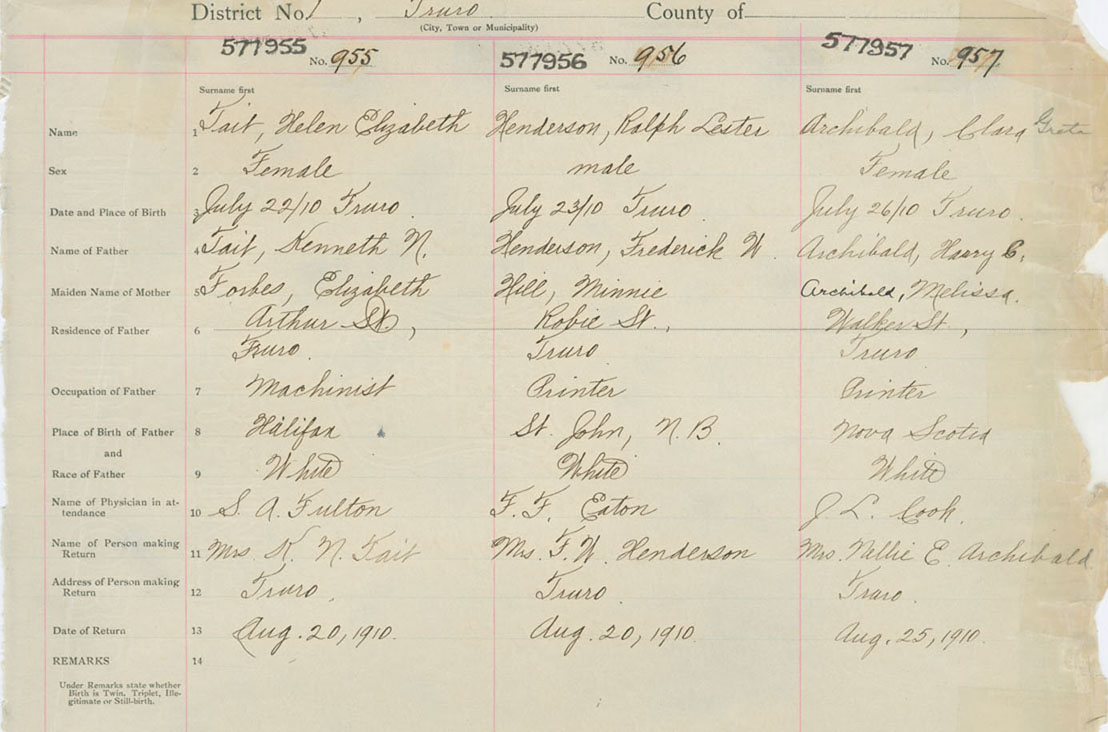 District No. 1, Truro County of
(City, Town or Municipality)
577955 No. 955 577956 No. 956 577957 No. 957
Surname first Surname first Surname first
Name 1 Tait, Helen Elizabeth Henderson, Ralph Lester Archibald, Clara Greta
Sex 2 Female male Female
Date and Place of Birth 3 July 22/10 Truro. July 23/10 Truro. July 26/10 Truro.
Name of Father 4 Tait, Kenneth N. Henderson, Frederick W. Archibald, Harry C.
Maiden Name of Mother 5 Forbes, Elizabeth Hill, Minnie Archibald, Melissa.
Residence of Father 6 Arthur St., Robie St., Walker St.,
Truro. Truro Truro
Occupation of Father 7 Machinist Printer Printer
Place of Birth of Father 8 Halifax St. John, N.B. Nova Scotia
and
Race of Father 9 White White White
Name of Physician in at-
tendance 10 S. A. Fulton F. F. Eaton J. L. Cook.
Name of Person making
Return 11 Mrs. K. N. Tait Mrs. F. W. Henderson Mrs. Nellie E. Archibald.
Address of Person making
Return 12 Truro. Truro. Truro.
Date of Return 13 Aug. 20, 1910. Aug. 20, 1910. Aug. 25, 1910.
REMARKS 14
Under Remarks state whether
Birth is Twin, Triplet, Ille-
gitimate or Still-birth.